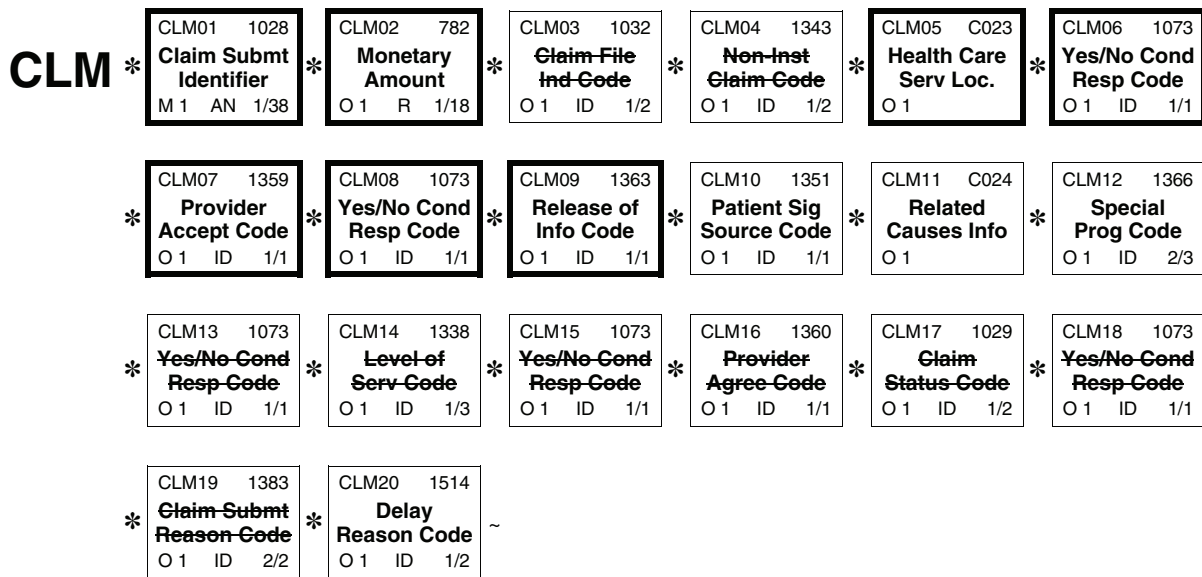 CLM * CLM01 1028 Claim Submt Identifier M 1 AN 1/38 * CLM02 782 Monetary Amount O 1 R 1/18 * CLM03 1032 Claim File Ind Code O 1 ID 1/2 * CLM04 1343 Non-Inst Claim Code O 1 ID 1/2 * CLM05 C023 Health Care Serv Loc. O 1 * CLM06 1073 Yes/No Cond Resp Code O 1 ID 1/1
* CLM07 1359 Provider Accept Code O 1 ID 1/1 * CLM08 1073 Yes/No Cond Resp Code O 1 ID 1/1 * CLM09 1363 Release of Info Code O 1 ID 1/1 * CLM10 1351 Patient Sig Source Code O 1 ID 1/1 * CLM11 C024 Related Causes Info O 1 * CLM12 1366 Special Prog Code O 1 ID 2/3
* CLM13 1073 Yes/No Cond Resp Code O 1 ID 1/1 * CLM14 1338 Level of Serv Code O 1 ID 1/3 * CLM15 1073 Yes/No Cond Resp Code O 1 ID 1/1 * CLM16 1360 Provider Agree Code O 1 ID 1/1 * CLM17 1029 Claim Status Code O 1 ID 1/2 * CLM18 1073 Yes/No Cond Resp Code O 1 ID 1/1
* CLM19 1383 Claim Submt Reason Code O 1 ID 2/2 * CLM20 1514 Delay Reason Code O 1 ID 1/2 ~